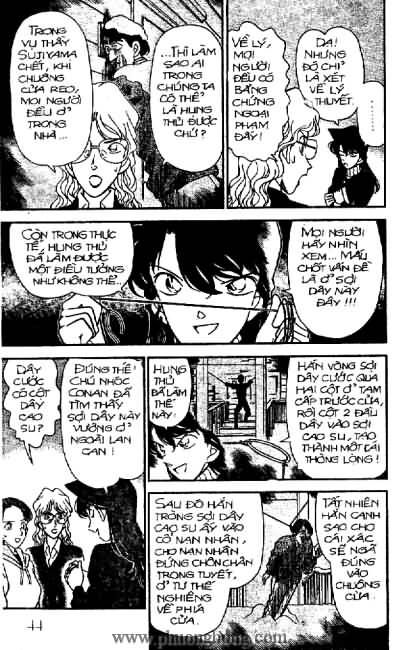 TRONG
VỤ THẦY
SUJIYAMA
CHẾT, KHI
CHUÔNG
CỬA REO,
MỌI NGƯỜI
ĐỀU Ở
TRONG
NHÀ...
...THÌ LÀM
SAO AI
TRONG
CHÚNG TA
CÓ THỂ
LÀ HUNG
THỦ ĐƯỢC
CHỨ?
VỀ LÝ,
MỌI
NGƯỜI
ĐỀU CÓ
BẰNG
CHỨNG
NGOẠI
PHẠM
ĐẤY!
DẠ!
NHƯNG
ĐÓ CHỈ
LÀ XÉT
VỀ LÝ
THUYẾT.
CÒN TRONG THỰC
TẾ, HUNG THỦ
ĐÃ LÀM ĐƯỢC
MỘT ĐIỀU TƯỞNG
NHƯ KHÔNG THỂ...
MỌI NGƯỜI
HÃY NHÌN
XEM... MẤU
CHỐT VẤN ĐỀ
LÀ Ở SỢI
DÂY NÀY
ĐÂY!!!
DÂY
CƯỚC
CÓ CỘT
DÂY
CAO
SU?
ĐÚNG THẾ!
CHÚ NHÓC
CONAN ĐÃ
TÌM THẤY
SỢI DÂY NÀY
VƯỚNG Ở
NGOÀI LAN
CAN!
HUNG
THỦ
ĐÃ LÀM
THẾ
NÀY!
HẮN VÒNG SỢI
DÂY CƯỚC QUA
HAI CỘT Ở TAM
CẤP TRƯỚC CỬA,
RỒI CỘT 2 ĐẦU
DÂY VÀO SỢI
CAO SU, TẠO
THÀNH MỘT CÁI
THÒNG LỌNG!
SAU ĐÓ HẮN
TRÒNG SỢI DÂY
CAO SU ẤY VÀO
CỔ NẠN NHÂN,
CHO NẠN NHÂN
ĐỨNG CHÔN CHÂN
TRONG TUYẾT,
Ở TƯ THẾ
NGHIÊNG
VỀ PHÍA
CỬA.
TẤT NHIÊN
HẮN CANH
SAO CHO
CÁI XÁC
SẼ NGÃ
ĐÚNG
VÀO
CHUÔNG
CỬA.
44